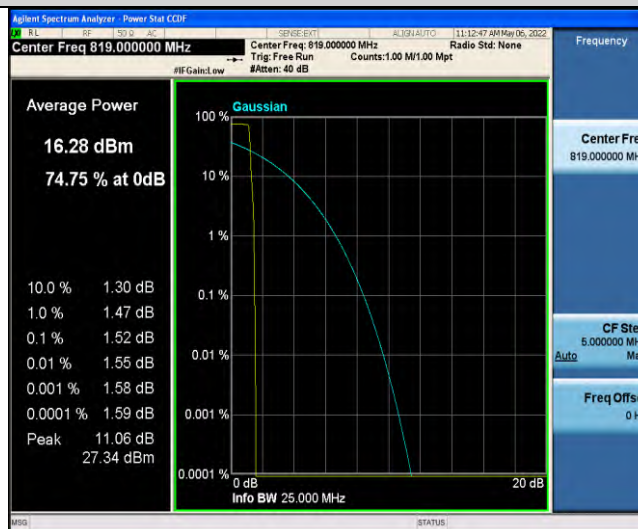 Agilent Spectrum Analyzer - Power Stat CCDF
RL RF 50 Ω AC SENSE:EXT ALIGN AUTO 11:12:47 AM May 06, 2022
Center Freq 819.000000 MHz
Center Freq: 819.000000 MHz Radio Std: None
Trig: Free Run Counts:1.00 M/1.00 Mpt
#IFGain:Low #Atten: 40 dB
Frequency
Average Power
16.28 dBm
74.75 % at 0dB
10.0 % 1.30 dB
1.0 % 1.47 dB
0.1 % 1.52 dB
0.01 % 1.55 dB
0.001 % 1.58 dB
0.0001 % 1.59 dB
Peak 11.06 dB
27.34 dBm
Gaussian
100 %
10 %
1 %
0.1 %
0.01 %
0.001 %
0.0001 %
0 dB 20 dB
Info BW 25.000 MHz
Center Fre
819.000000 MH
CF Ste
5.000000 MH
Auto Ma
Freq Offs
0 H
MSG STATUS